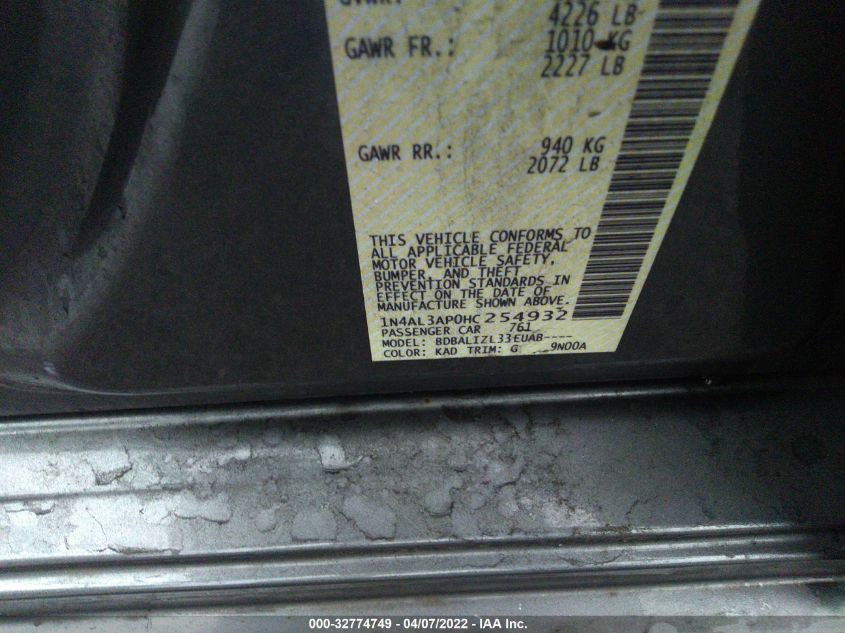 4226 LB
GAWR FR.: 1010 KG
2227 LB
GAWR RR.: 940 KG
2072 LB
THIS VEHICLE CONFORMS TO
ALL APPLICABLE FEDERAL
MOTOR VEHICLE SAFETY,
BUMPER, AND THEFT
PREVENTION STANDARDS IN
EFFECT ON THE DATE OF
MANUFACTURE SHOWN ABOVE.
1N4AL3AP0HC254932
PASSENGER CAR 761
MODEL: BDBALIZL33EUAB----
COLOR: KAD TRIM: G 9N00A
000-32774749 - 04/07/2022 - IAA Inc.